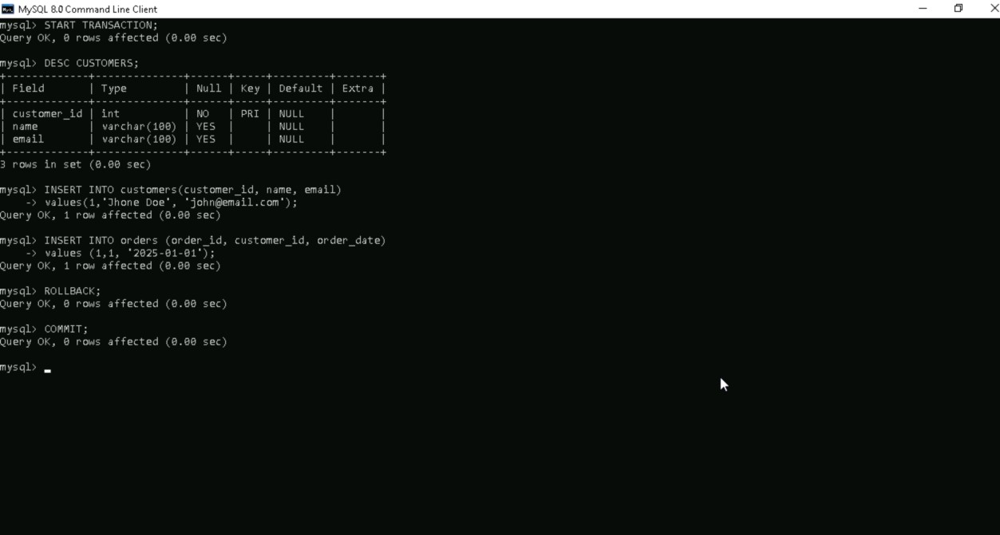 MySQL 8.0 Command Line Client
mysql> START TRANSACTION;
Query OK, 0 rows affected (0.00 sec)
mysql> DESC CUSTOMERS;
+-------------+--------------+------+-----+---------+-------+
| Field       | Type         | Null | Key | Default | Extra |
+-------------+--------------+------+-----+---------+-------+
| customer_id | int          | NO   | PRI | NULL    |       |
| name        | varchar(100) | YES  |     | NULL    |       |
| email       | varchar(100) | YES  |     | NULL    |       |
+-------------+--------------+------+-----+---------+-------+
3 rows in set (0.00 sec)
mysql> INSERT INTO customers(customer_id, name, email)
    -> values(1,'Jhone Doe', 'john@email.com');
Query OK, 1 row affected (0.00 sec)
mysql> INSERT INTO orders (order_id, customer_id, order_date)
    -> values (1,1, '2025-01-01');
Query OK, 1 row affected (0.00 sec)
mysql> ROLLBACK;
Query OK, 0 rows affected (0.00 sec)
mysql> COMMIT;
Query OK, 0 rows affected (0.00 sec)
mysql>